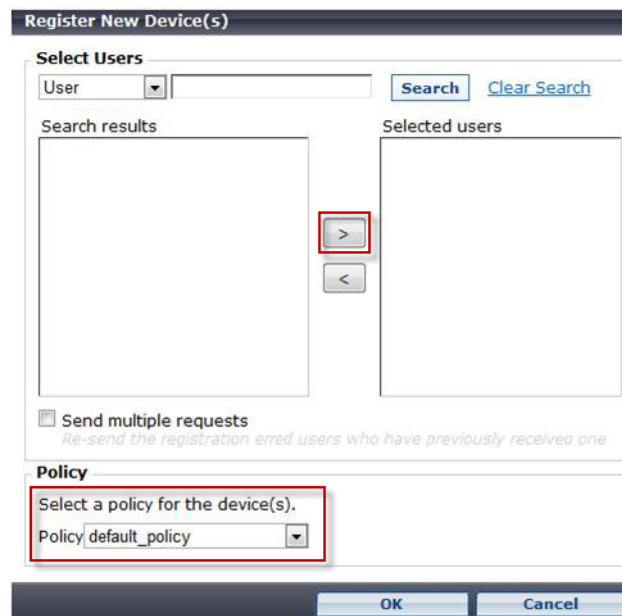 Register New Device(s)
Select Users
User Search Clear Search
Search results Selected users
>
<
Send multiple requests
Re-send the registration erred users who have previously received one
Policy
Select a policy for the device(s).
Policy default_policy
OK Cancel